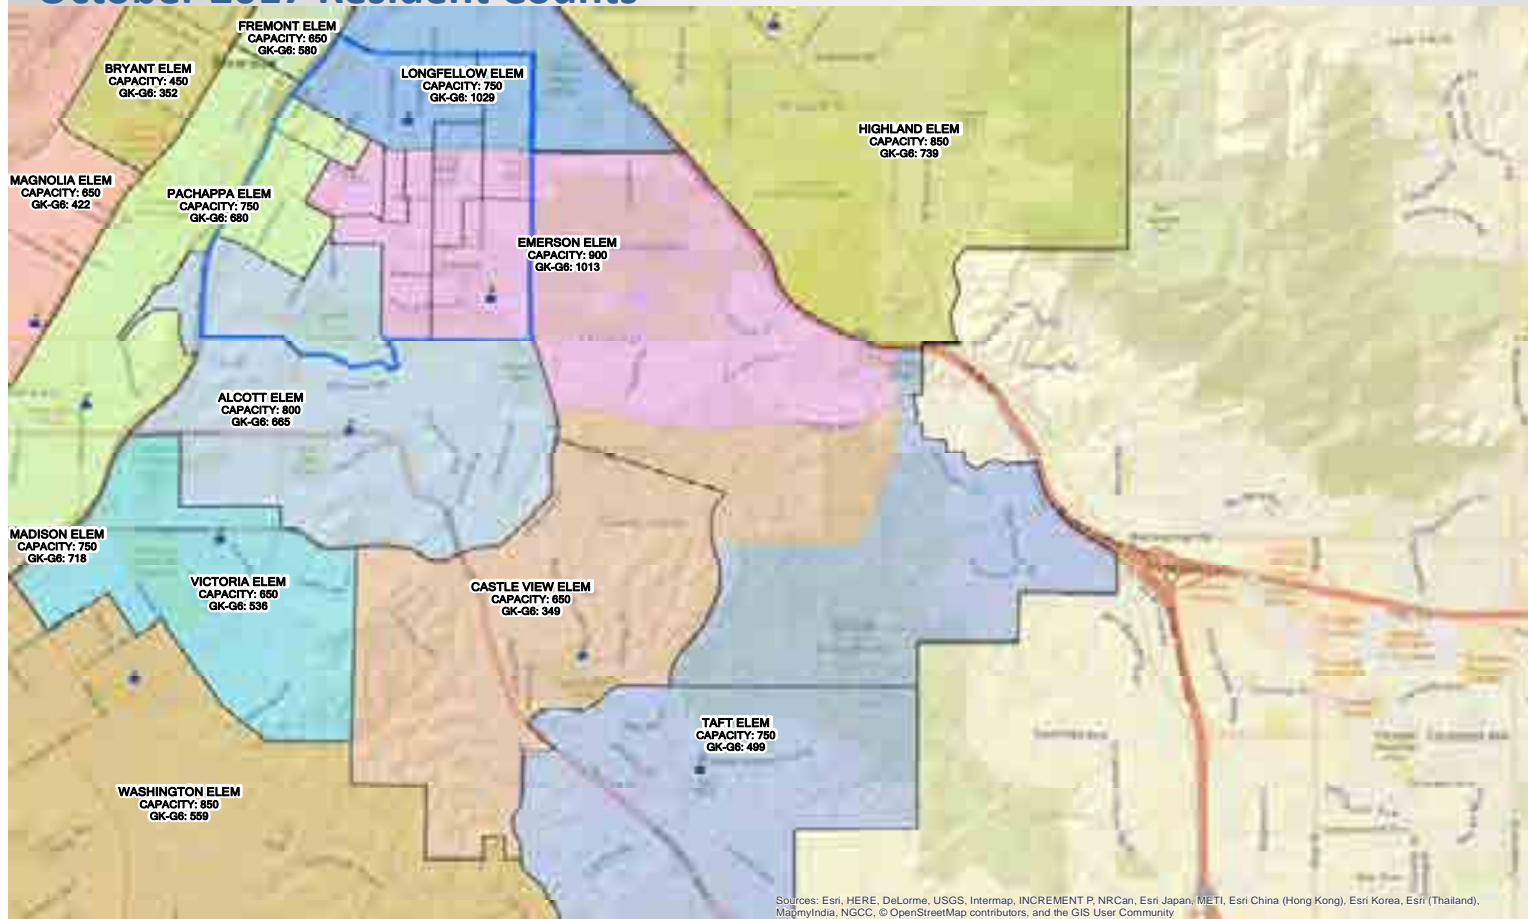 October 2017 Resident Counts
FREMONT ELEM
CAPACITY: 650
GK-G6: 580
BRYANT ELEM
CAPACITY: 450
GK-G6: 352
LONGFELLOW ELEM
CAPACITY: 750
GK-G6: 1029
HIGHLAND ELEM
CAPACITY: 850
GK-G6: 739
MAGNOLIA ELEM
CAPACITY: 650
GK-G6: 422
PACHAPPA ELEM
CAPACITY: 750
GK-G6: 680
EMERSON ELEM
CAPACITY: 900
GK-G6: 1013
ALCOTT ELEM
CAPACITY: 800
GK-G6: 665
MADISON ELEM
CAPACITY: 750
GK-G6: 718
VICTORIA ELEM
CAPACITY: 650
GK-G6: 536
CASTLE VIEW ELEM
CAPACITY: 650
GK-G6: 349
TAFT ELEM
CAPACITY: 750
GK-G6: 499
WASHINGTON ELEM
CAPACITY: 850
GK-G6: 559
Sources: Esri, HERE, DeLorme, USGS, Intermap, INCREMENT P, NRCan, Esri Japan, METI, Esri China (Hong Kong), Esri Korea, Esri (Thailand),
MapmyIndia, NGCC, © OpenStreetMap contributors, and the GIS User Community